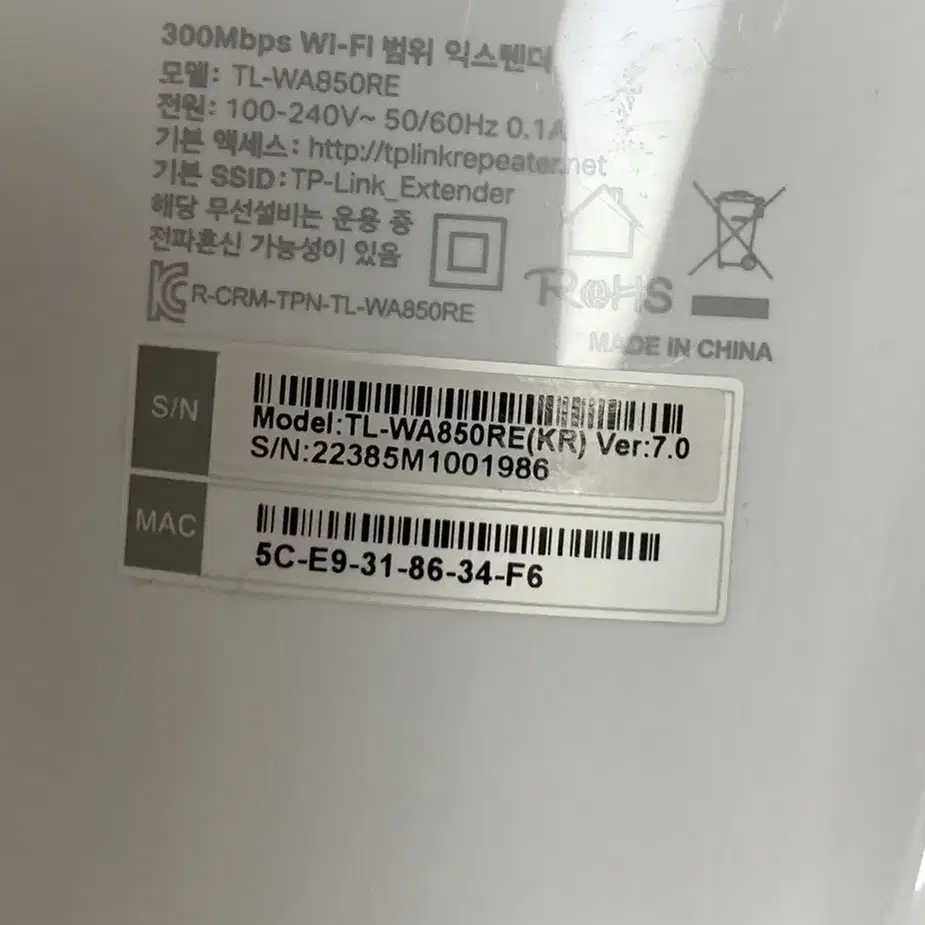 300Mbps Wi-Fi 범위 익스텐더
모델: TL-WA850RE
전원: 100-240V~ 50/60Hz 0.1A
기본 액세스: http://tplinkrepeater.net
기본 SSID:TP-Link_Extender
해당 무선설비는 운용 중
전파혼신 가능성이 있음
R-CRM-TPN-TL-WA850RE
RoHS
MADE IN CHINA
S/N
Model:TL-WA850RE(KR) Ver:7.0
S/N:22385M1001986
MAC
5C-E9-31-86-34-F6